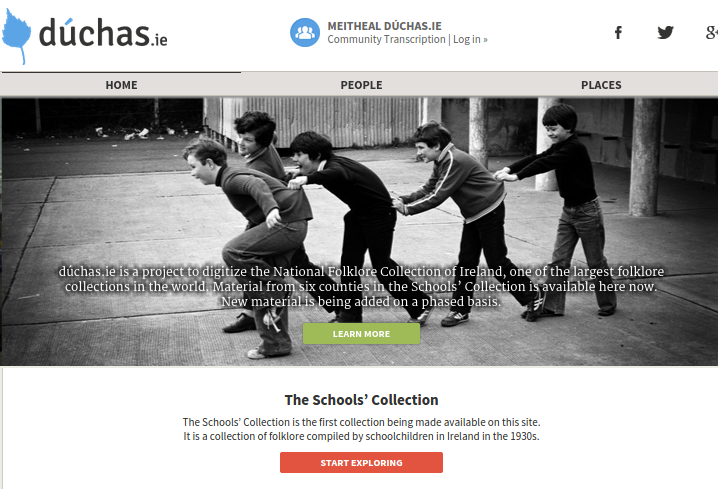 dúchas.ie
MEITHEAL DÚCHAS.IE
Community Transcription | Log in »
HOME
PEOPLE
PLACES
dúchas.ie is a project to digitize the National Folklore Collection of Ireland, one of the largest folklore
collections in the world. Material from six counties in the Schools’ Collection is available here now.
New material is being added on a phased basis.
LEARN MORE
The Schools’ Collection
The Schools’ Collection is the first collection being made available on this site.
It is a collection of folklore compiled by schoolchildren in Ireland in the 1930s.
START EXPLORING